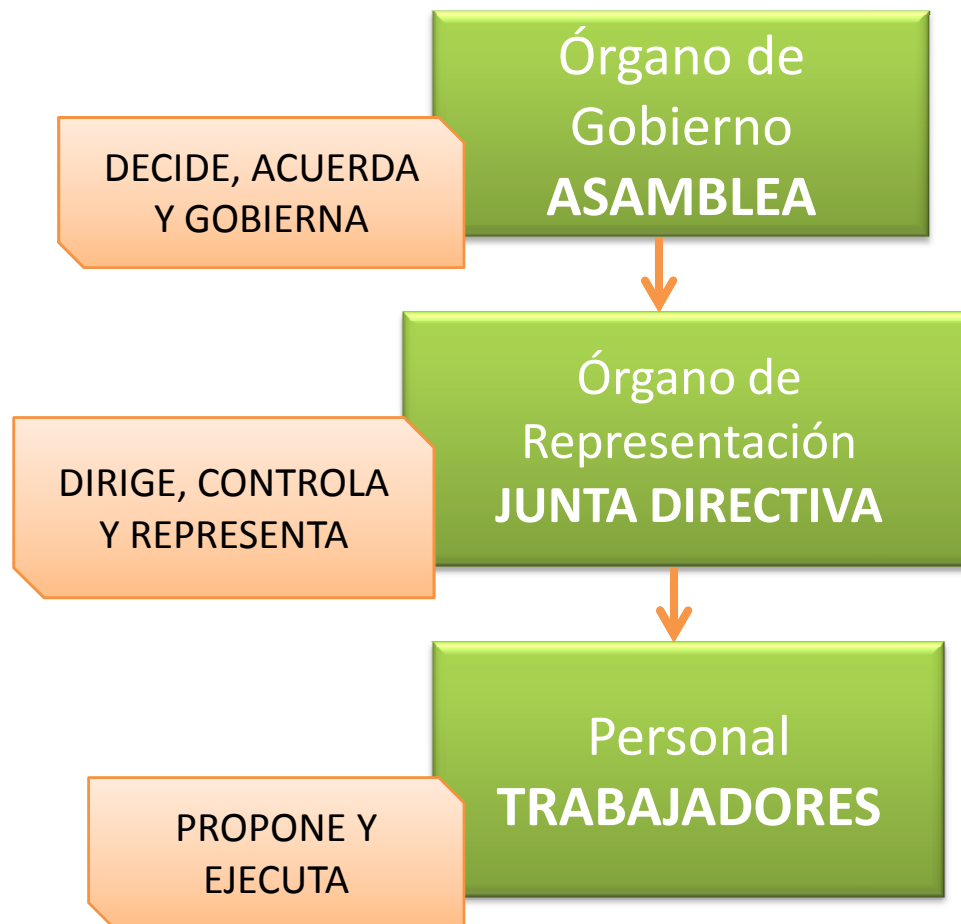 Órgano de
Gobierno
ASAMBLEA
DECIDE, ACUERDA
Y GOBIERNA
Órgano de
Representación
JUNTA DIRECTIVA
DIRIGE, CONTROLA
Y REPRESENTA
Personal
TRABAJADORES
PROPONE Y
EJECUTA